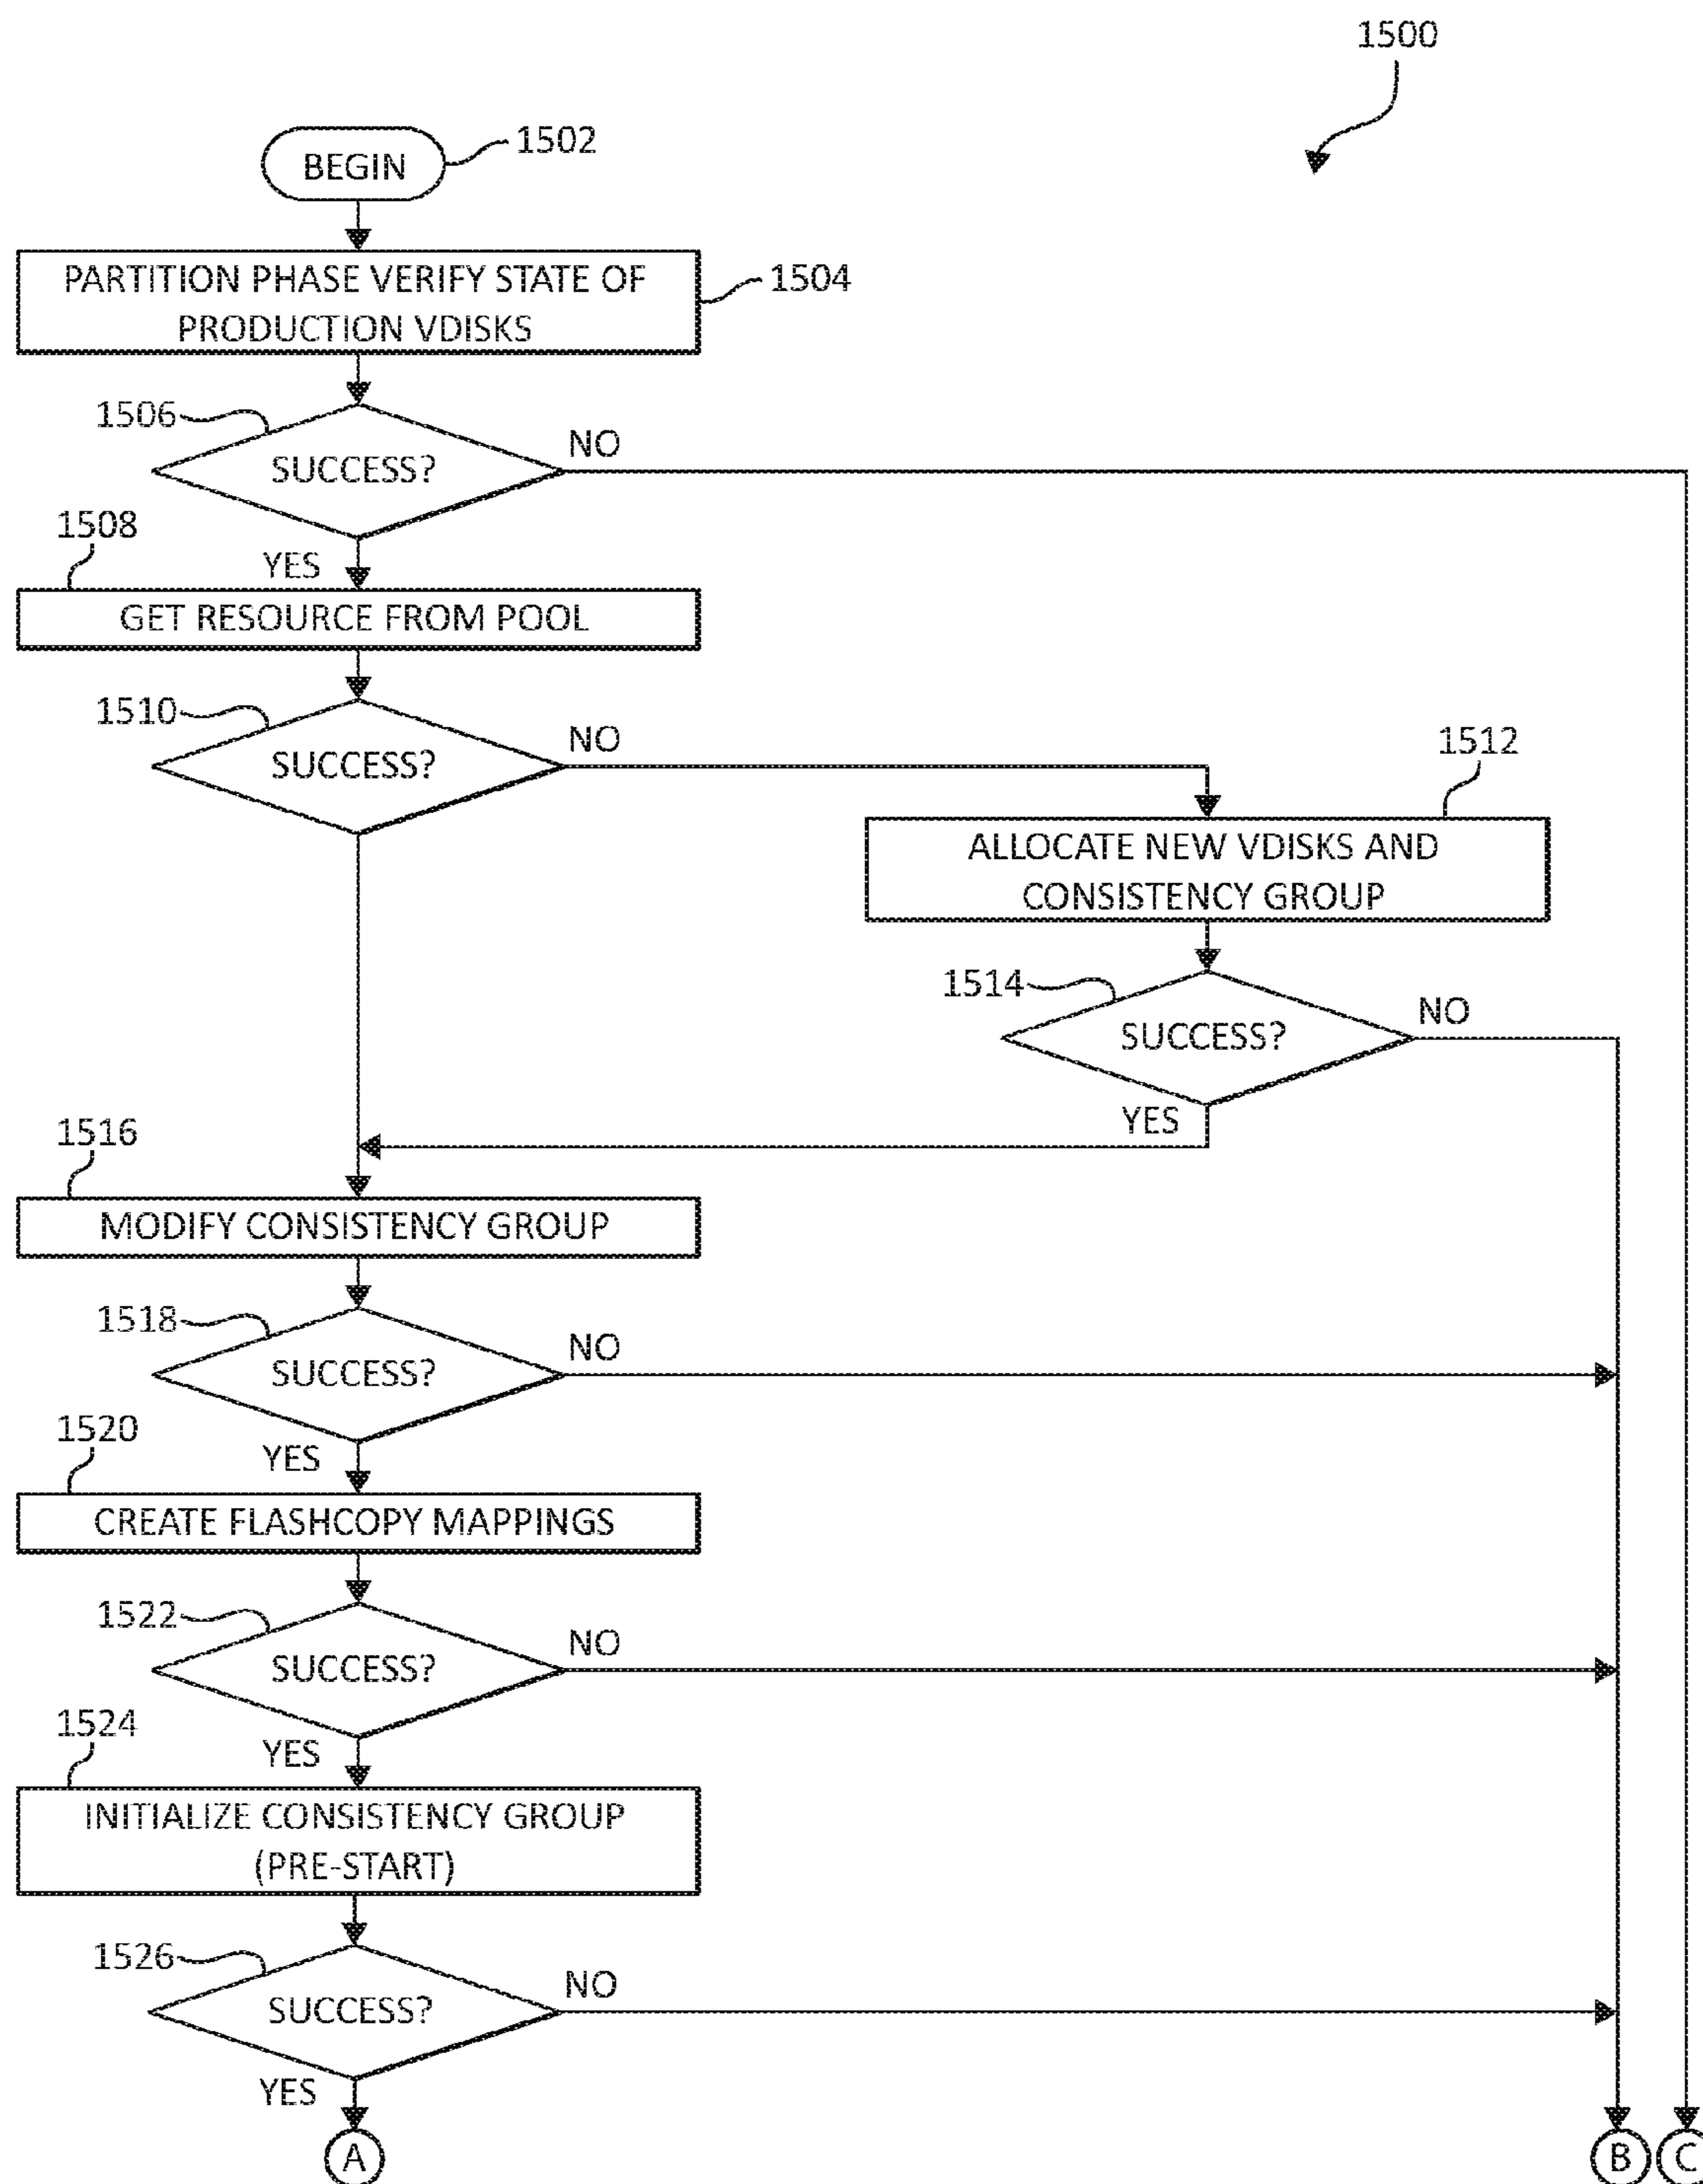 1500
BEGIN
1502
PARTITION PHASE VERIFY STATE OF
PRODUCTION VDISKS
1504
1506
SUCCESS?
NO
YES
1508
GET RESOURCE FROM POOL
1510
SUCCESS?
NO
1512
ALLOCATE NEW VDISKS AND
CONSISTENCY GROUP
1514
SUCCESS?
NO
YES
1516
MODIFY CONSISTENCY GROUP
1518
SUCCESS?
NO
YES
1520
CREATE FLASHCOPY MAPPINGS
1522
SUCCESS?
NO
YES
1524
INITIALIZE CONSISTENCY GROUP
(PRE-START)
1526
SUCCESS?
NO
YES
A
B
C